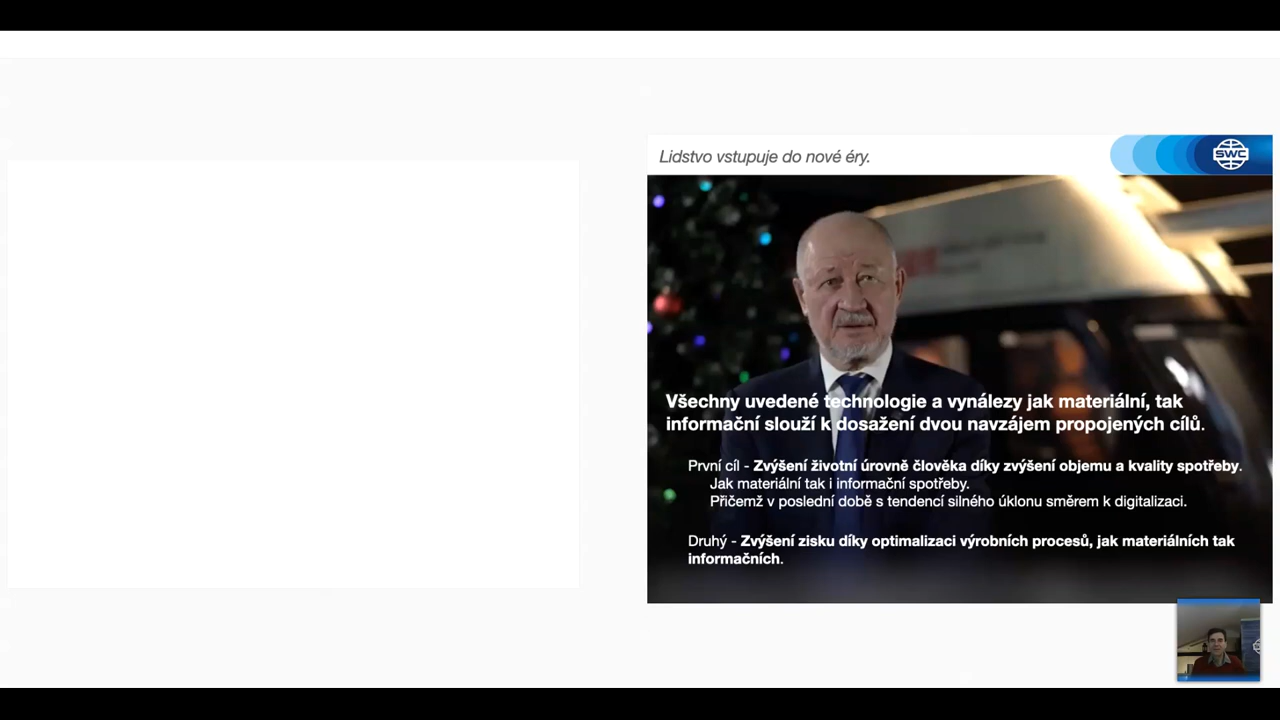 Lidstvo vstupuje do nové éry.
SWC
Všechny uvedené technologie a vynálezy jak materiální, tak
informační slouží k dosažení dvou navzájem propojených cílů.
První cíl - Zvýšení životní úrovně člověka díky zvýšení objemu a kvality spotřeby.
Jak materiální tak i informační spotřeby.
Přičemž v poslední době s tendencí silného úklonu směrem k digitalizaci.
Druhý - Zvýšení zisku díky optimalizaci výrobních procesů, jak materiálních tak
informačních.